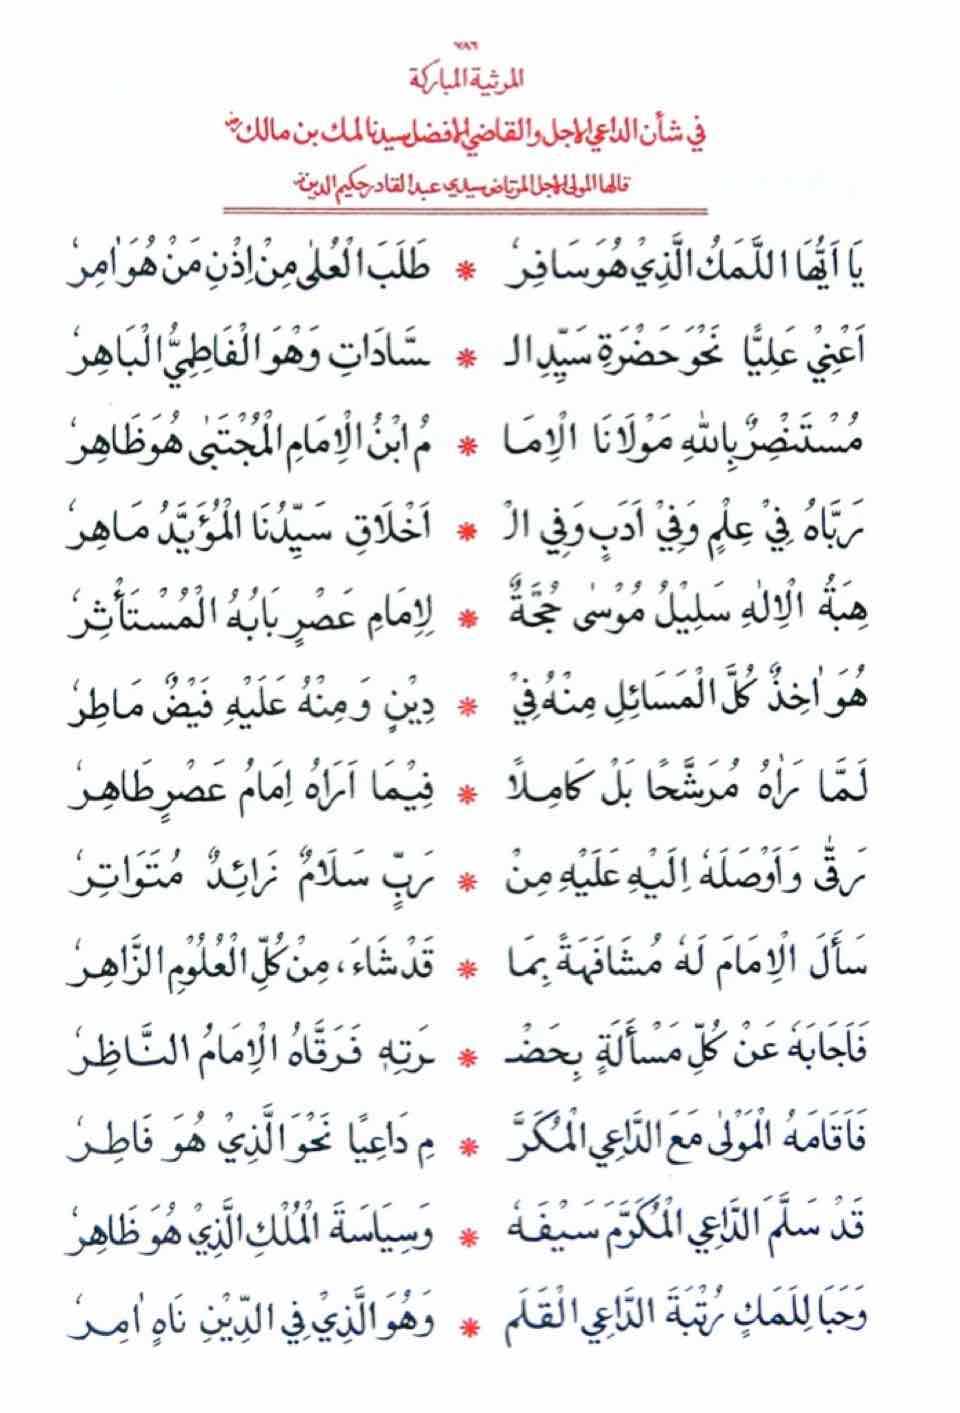 ٧٨٦
المرثية المباركة
في شأن الداعي الاجل والقاضي الافضل سيدنا لمك بن مالك رض
قالها المولى الاجل المرتاض سيدي عبد القادر حكيم الدين
يَا اَيُّهَا اللَّمَكُ الَّذِيْ هُوَ سَافِرٗ * طَلَبَ الْعُلٰى مِنْ اِذْنِ مَنْ هُوَ اٰمِرٗ
اَعْنِيْ عَلِيًّا نَحْوَ حَضْرَةِ سَيِّدِ الـ * ـسَّادَاتِ وَهْوَ الْفَاطِمِيُّ الْبَاهِرٗ
مُسْتَنْصِرٌ بِاللهِ مَوْلَانَا الْاِمَا * مُ ابْنُ الْاِمَامِ الْمُجْتَبٰى هُوَ ظَاهِرٗ
رَبَّاهُ فِيْ عِلْمٍ وَفِيْ اَدَبٍ وَفِي الْ * اَخْلَاقِ سَيِّدُنَا الْمُؤَيَّدُ مَاهِرٗ
هِبَةُ الْاِلٰهِ سَلِيْلُ مُوْسٰى حُجَّةٌ * لِاِمَامِ عَصْرٍ بَابُهُ الْمُسْتَأْثِرٗ
هُوَ اٰخِذٌ كُلَّ الْمَسَائِلِ مِنْهُ فِيْ * دِيْنٍ وَمِنْهُ عَلَيْهِ فَيْضٌ مَاطِرٗ
لَمَّا رَاٰهُ مُرَشَّحًا بَلْ كَامِلًا * فِيْمَا اَرَاهُ اِمَامُ عَصْرٍ طَاهِرٗ
رَقّٰى وَاَوْصَلَهٗ اِلَيْهِ عَلَيْهِ مِنْ * رَبٍّ سَلَامٌ زَائِدٌ مُتَوَاتِرٗ
سَأَلَ الْاِمَامَ لَهٗ مُشَافَهَةً بِمَا * قَدْ شَاءَ، مِنْ كُلِّ الْعُلُوْمِ الزَّاهِرٗ
فَاَجَابَهٗ عَنْ كُلِّ مَسْأَلَةٍ بِحَضْـ * ـرَتِهٖ فَرَقَّاهُ الْاِمَامُ النَّاظِرٗ
فَاَقَامَهُ الْمَوْلٰى مَعَ الدَّاعِي الْمُكَرَّ * مِ دَاعِيًا نَحْوَ الَّذِيْ هُوَ فَاطِرٗ
قَدْ سَلَّمَ الدَّاعِي الْمُكَرَّمَ سَيْفَهٗ * وَسِيَاسَةَ الْمُلْكِ الَّذِيْ هُوَ ظَاهِرٗ
وَحَبَا لِلَمَكٍ رُتْبَةَ الدَّاعِي الْقَلَمَ * وَهُوَ الَّذِيْ فِي الدِّيْنِ نَاهٍ اٰمِرٗ